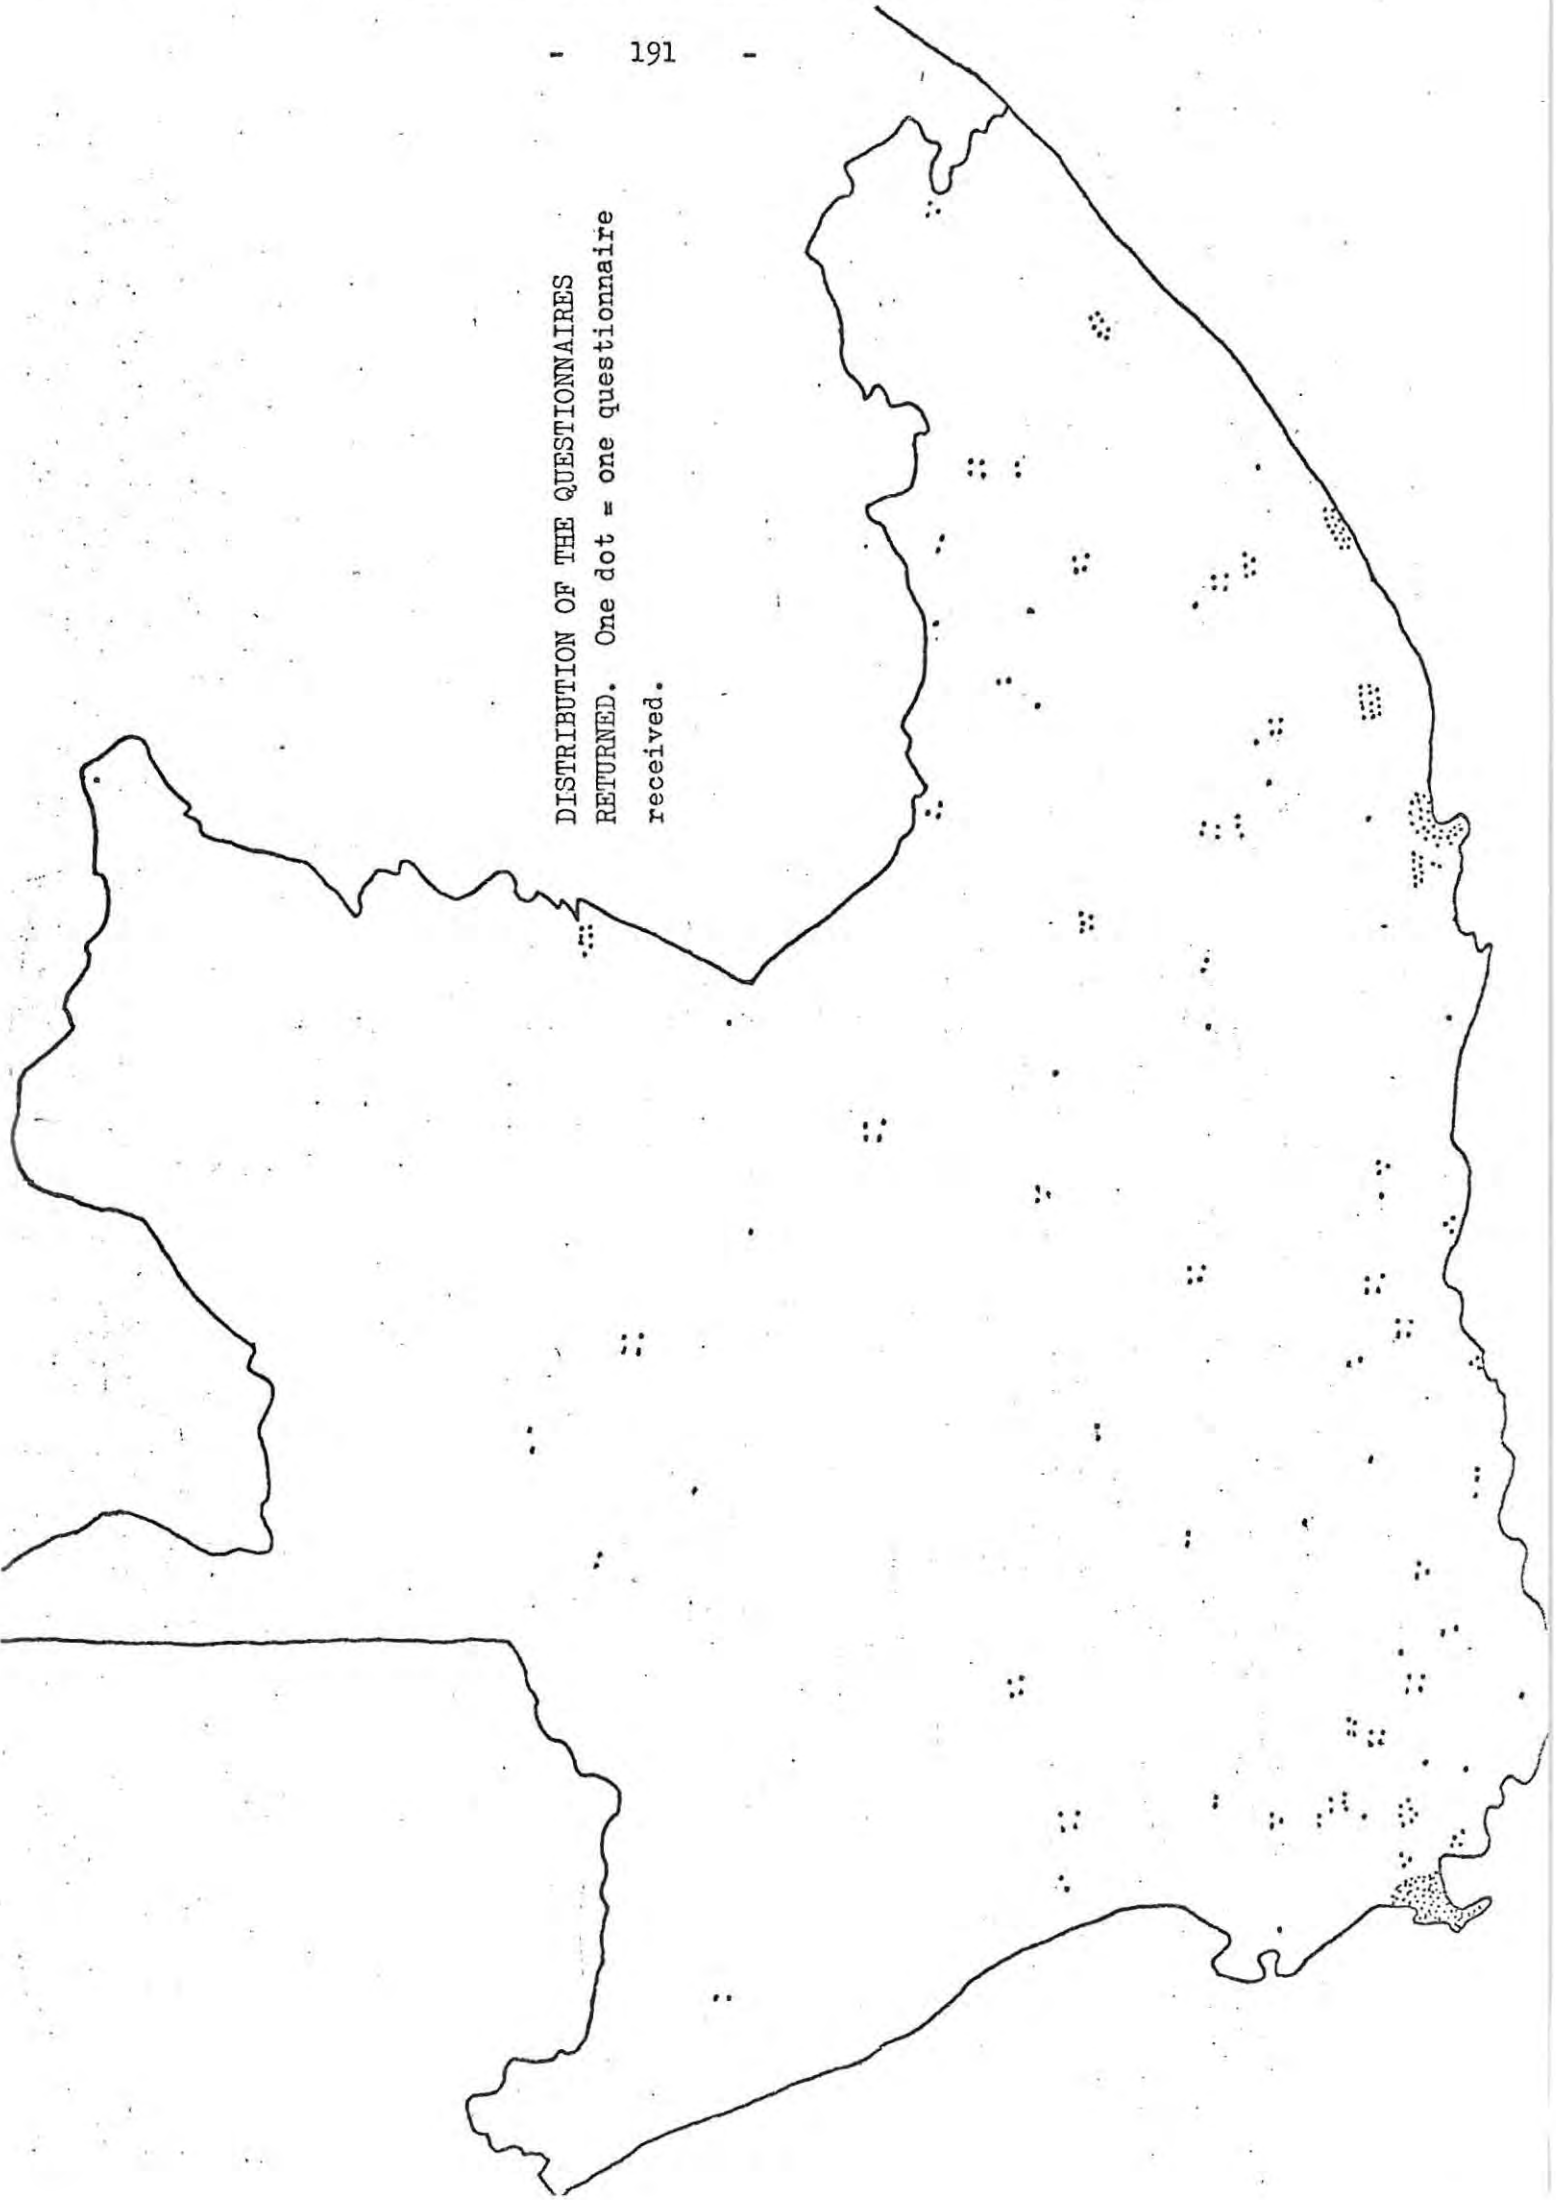 - 191 -
DISTRIBUTION OF THE QUESTIONNAIRES
RETURNED. One dot = one questionnaire
received.